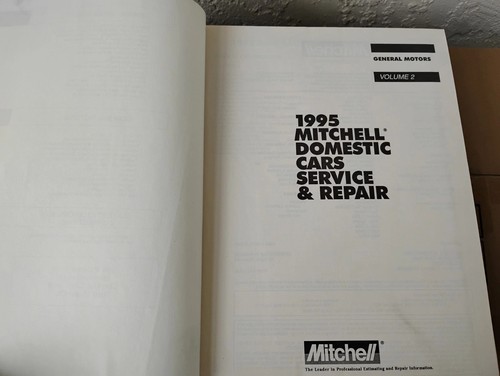 GENERAL MOTORS
VOLUME 2
1995
MITCHELL®
DOMESTIC
CARS
SERVICE
& REPAIR
Mitchell®
The Leader in Professional Estimating and Repair Information.